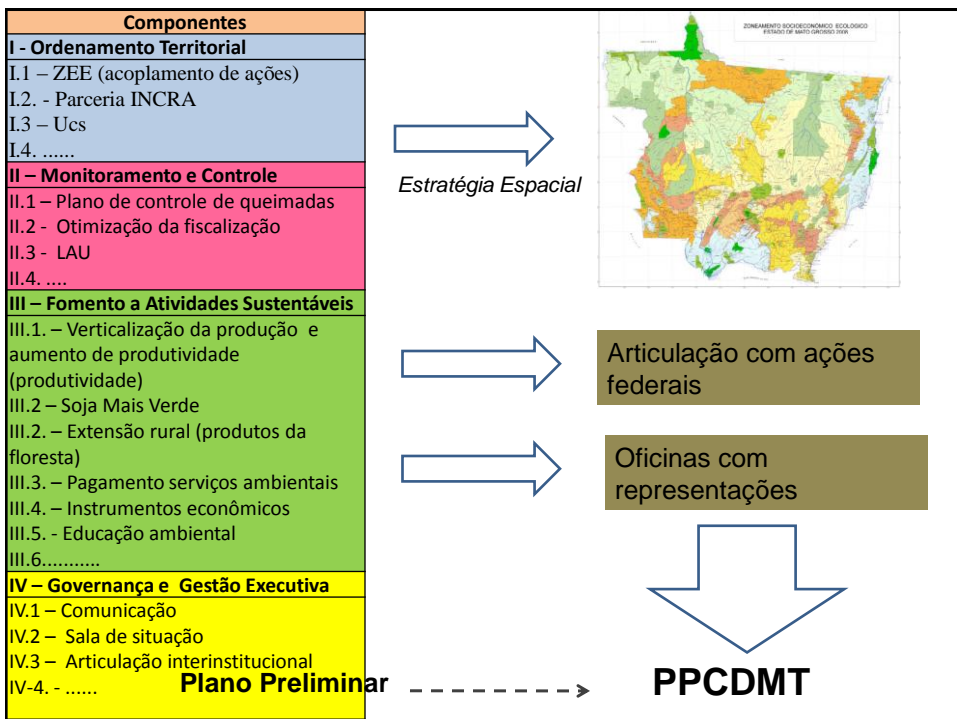 Componentes
I - Ordenamento Territorial
I.1 – ZEE (acoplamento de ações)
I.2. - Parceria INCRA
I.3 – Ucs
I.4. ......
II – Monitoramento e Controle
II.1 – Plano de controle de queimadas
II.2 - Otimização da fiscalização
II.3 - LAU
II.4. ....
III – Fomento a Atividades Sustentáveis
III.1. – Verticalização da produção e
aumento de produtividade
(produtividade)
III.2 – Soja Mais Verde
III.2. – Extensão rural (produtos da
floresta)
III.3. – Pagamento serviços ambientais
III.4. – Instrumentos econômicos
III.5. - Educação ambiental
III.6...........
IV – Governança e Gestão Executiva
IV.1 – Comunicação
IV.2 – Sala de situação
IV.3 – Articulação interinstitucional
IV-4. - ......
Plano Preliminar
Estratégia Espacial
ZONEAMENTO SOCIOECONÔMICO ECOLÓGICO
ESTADO DE MATO GROSSO 2008
Articulação com ações
federais
Oficinas com
representações
PPCDMT